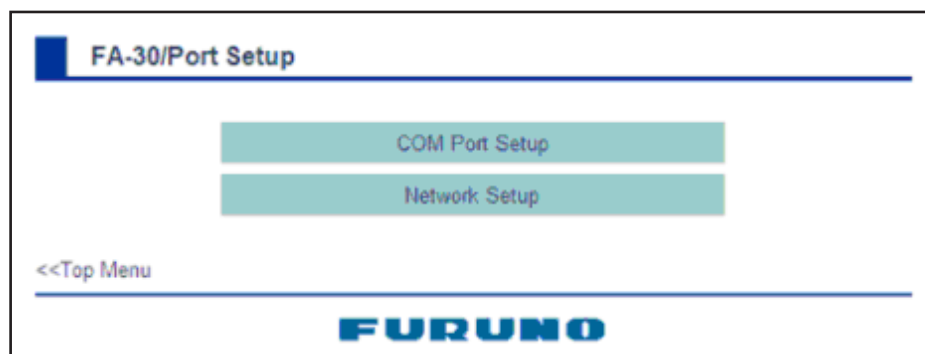 FA-30/Port Setup
COM Port Setup
Network Setup
<<Top Menu
FURUNO